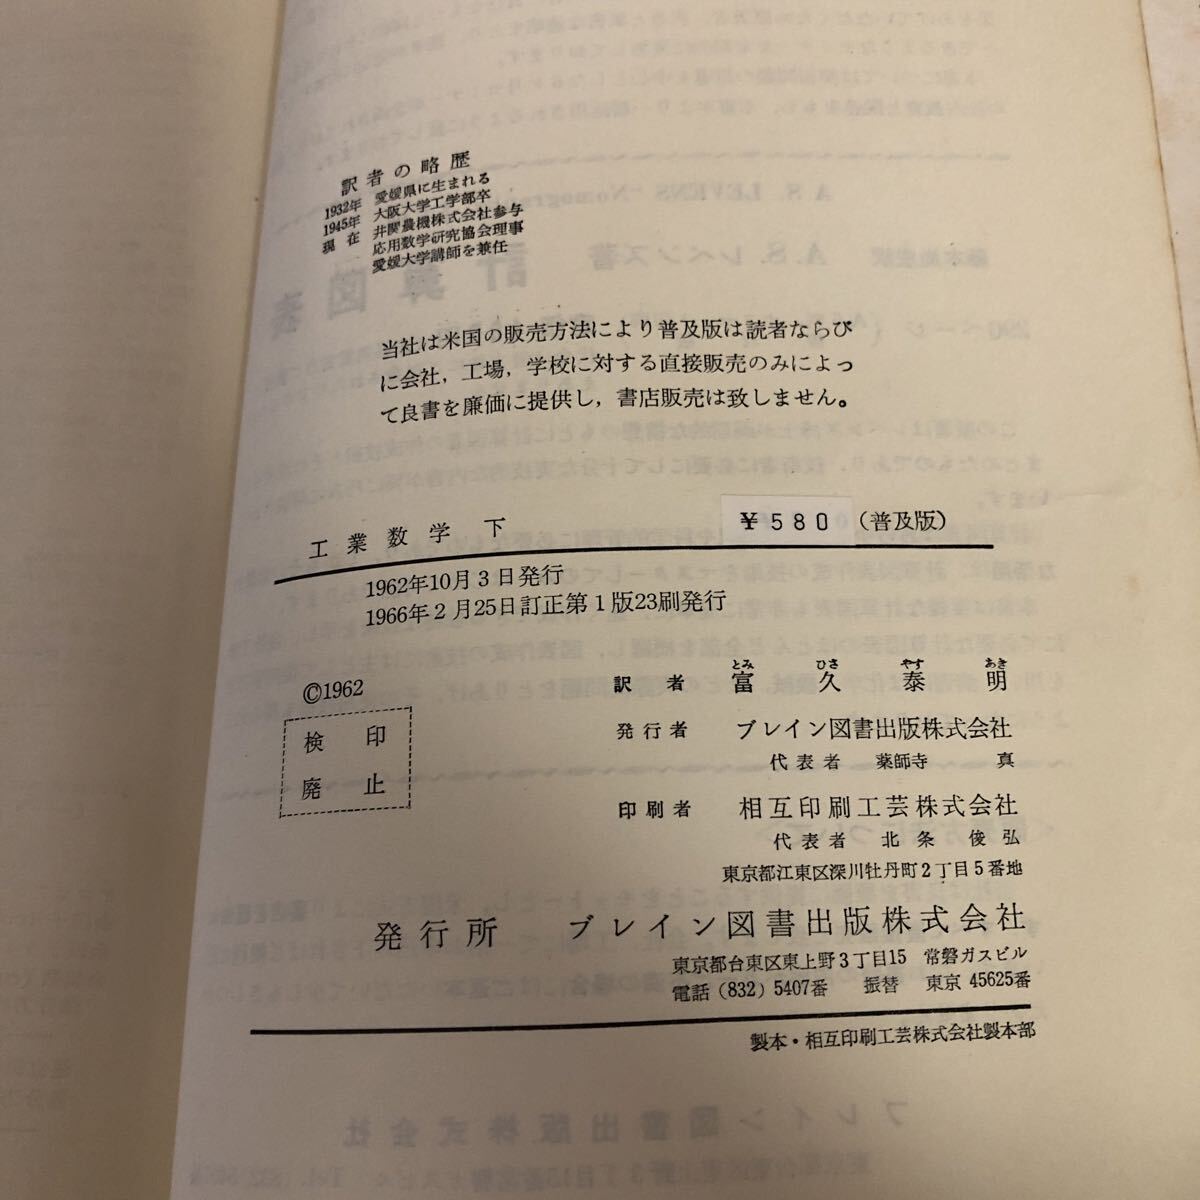 訳者の略歴
1932年 愛媛県に生まれる
1945年 大阪大学工学部卒
現在 井関農機株式会社参与
応用数学研究協会理事
愛媛大学講師を兼任
当社は米国の販売方法により普及版は読者ならび
に会社，工場，学校に対する直接販売のみによっ
て良書を廉価に提供し，書店販売は致しません。
工業数学 下 ¥580 (普及版)
1962年10月3日発行
1966年2月25日訂正第1版23刷発行
©1962
検印
廃止
とみ ひさ やす あき
訳者 富久泰明
発行者 ブレイン図書出版株式会社
代表者 薬師寺 真
印刷者 相互印刷工芸株式会社
代表者 北条俊弘
東京都江東区深川牡丹町2丁目5番地
発行所 ブレイン図書出版株式会社
東京都台東区東上野3丁目15 常磐ガスビル
電話 (832) 5407番 振替 東京 45625番
製本・相互印刷工芸株式会社製本部